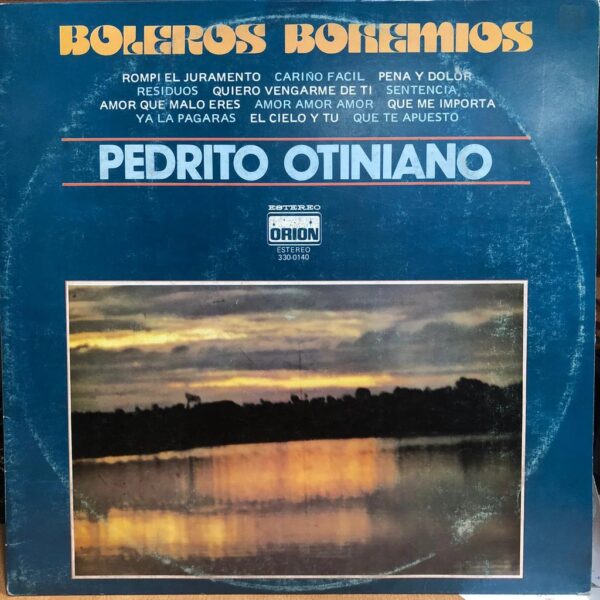 BOLEROS BOHEMIOS
ROMPI EL JURAMENTO CARIÑO FACIL PENA Y DOLOR
RESIDUOS QUIERO VENGARME DE TI SENTENCIA
AMOR QUE MALO ERES AMOR AMOR AMOR QUE ME IMPORTA
YA LA PAGARAS EL CIELO Y TU QUE TE APUESTO
PEDRITO OTINIANO
ESTEREO
ORION
ESTEREO
330-0140